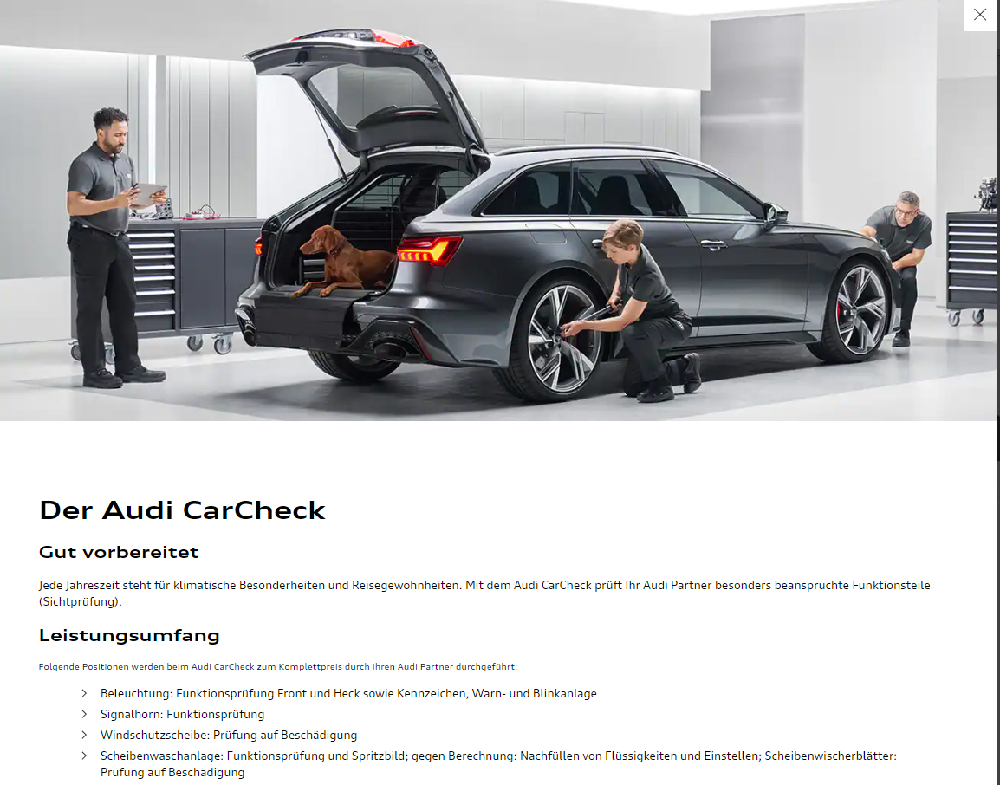 Der Audi CarCheck
Gut vorbereitet
Jede Jahreszeit steht für klimatische Besonderheiten und Reisegewohnheiten. Mit dem Audi CarCheck prüft Ihr Audi Partner besonders beanspruchte Funktionsteile
(Sichtprüfung).
Leistungsumfang
Folgende Positionen werden beim Audi CarCheck zum Komplettpreis durch Ihren Audi Partner durchgeführt:
Beleuchtung: Funktionsprüfung Front und Heck sowie Kennzeichen, Warn- und Blinkanlage
Signalhorn: Funktionsprüfung
Windschutzscheibe: Prüfung auf Beschädigung
Scheibenwaschanlage: Funktionsprüfung und Spritzbild; gegen Berechnung: Nachfüllen von Flüssigkeiten und Einstellen; Scheibenwischerblätter:
Prüfung auf Beschädigung